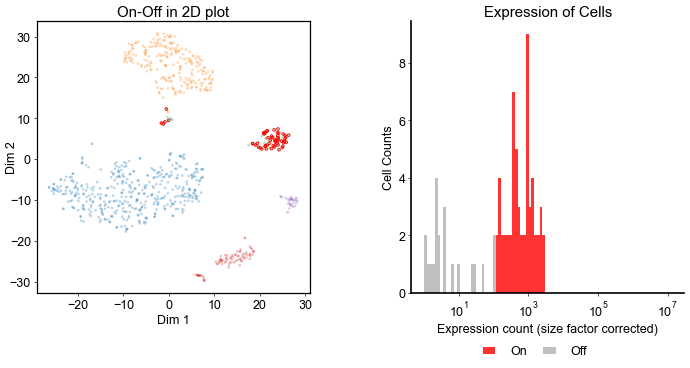 On-Off in 2D plot
Dim 2
30
20
10
0
−10
−20
−30
−20 −10 0 10 20 30
Dim 1
Expression of Cells
Cell Counts
8
6
4
2
0
10^1 10^3 10^5 10^7
Expression count (size factor corrected)
On Off